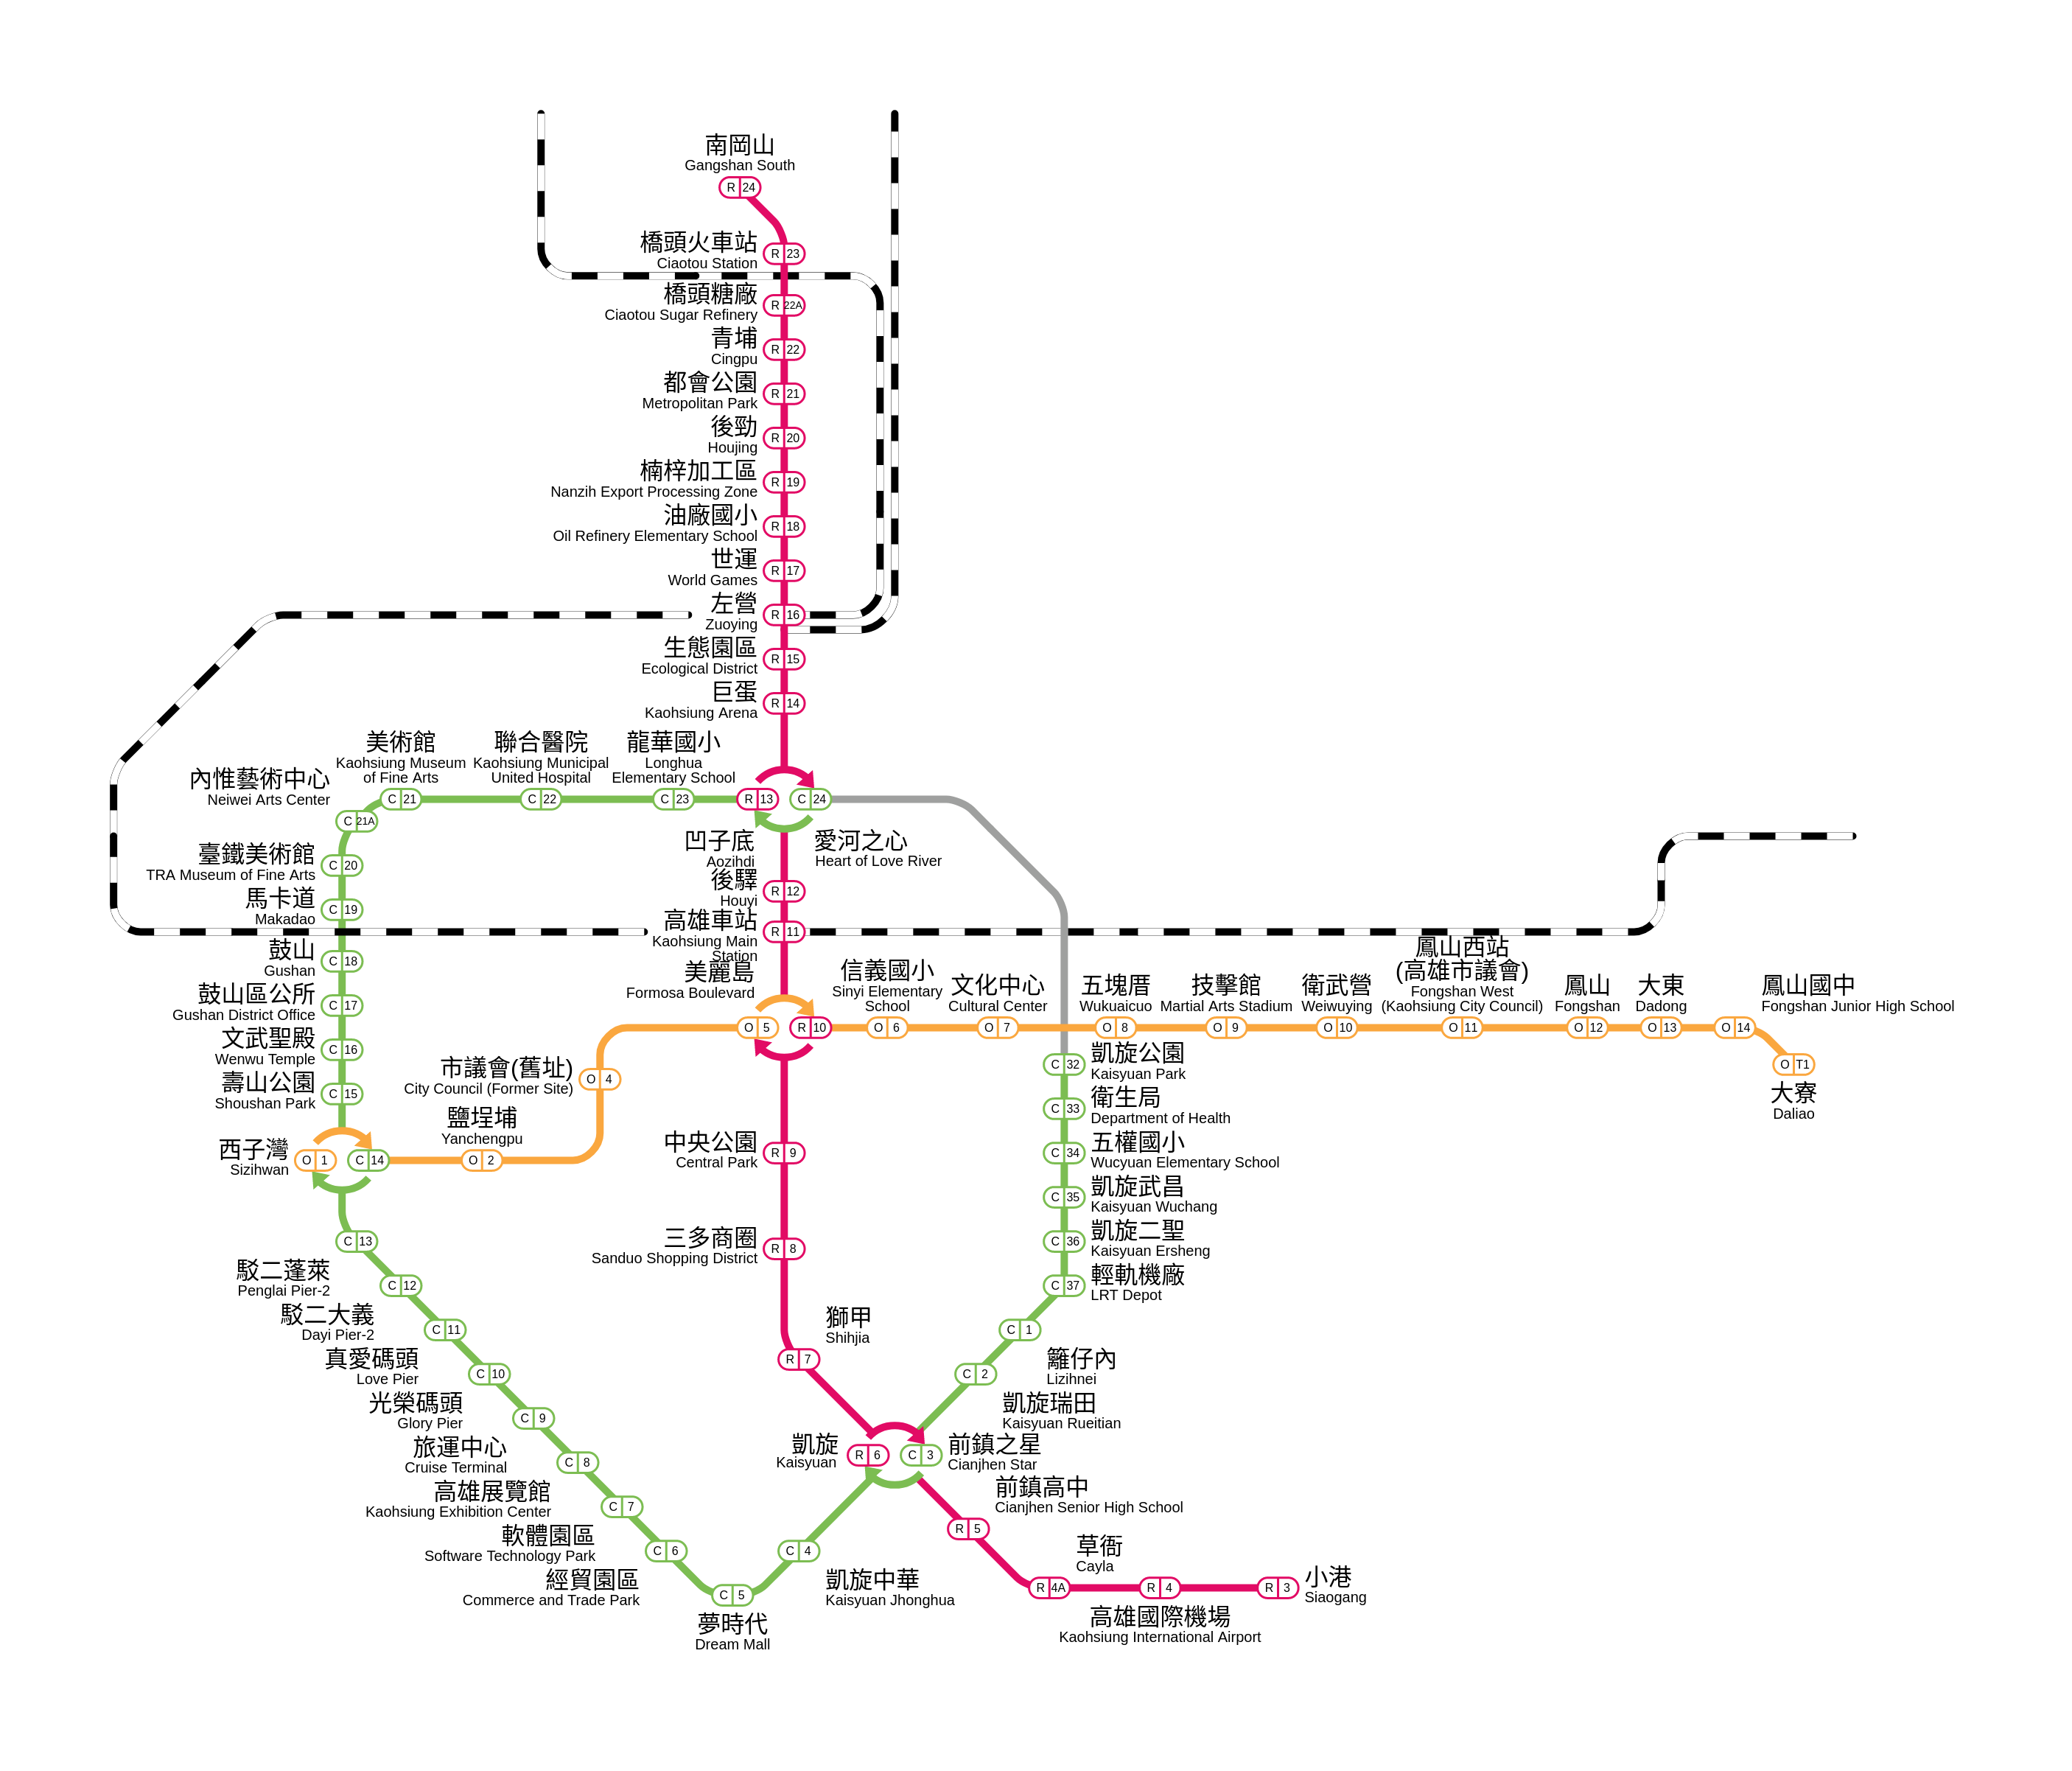 南岡山
Gangshan South
R 24
橋頭火車站
Ciaotou Station
R 23
橋頭糖廠
Ciaotou Sugar Refinery
R 22A
青埔
Cingpu
R 22
都會公園
Metropolitan Park
R 21
後勁
Houjing
R 20
楠梓加工區
Nanzih Export Processing Zone
R 19
油廠國小
Oil Refinery Elementary School
R 18
世運
World Games
R 17
左營
Zuoying
R 16
生態園區
Ecological District
R 15
巨蛋
Kaohsiung Arena
R 14
美術館
Kaohsiung Museum
of Fine Arts
C 21
聯合醫院
Kaohsiung Municipal
United Hospital
C 22
龍華國小
Longhua
Elementary School
C 23
R 13
C 24
凹子底
Aozihdi
愛河之心
Heart of Love River
內惟藝術中心
Neiwei Arts Center
C 21A
臺鐵美術館
TRA Museum of Fine Arts
C 20
馬卡道
Makadao
C 19
後驛
Houyi
R 12
高雄車站
Kaohsiung Main
Station
R 11
鼓山
Gushan
C 18
鼓山區公所
Gushan District Office
C 17
文武聖殿
Wenwu Temple
C 16
壽山公園
Shoushan Park
C 15
美麗島
Formosa Boulevard
O 5
R 10
信義國小
Sinyi Elementary
School
O 6
文化中心
Cultural Center
O 7
五塊厝
Wukuaicuo
O 8
技擊館
Martial Arts Stadium
O 9
衛武營
Weiwuying
O 10
鳳山西站
(高雄市議會)
Fongshan West
(Kaohsiung City Council)
O 11
鳳山
Fongshan
O 12
大東
Dadong
O 13
鳳山國中
Fongshan Junior High School
O 14
O T1
大寮
Daliao
市議會(舊址)
City Council (Former Site)
O 4
鹽埕埔
Yanchengpu
O 2
西子灣
Sizihwan
O 1
C 14
中央公園
Central Park
R 9
三多商圈
Sanduo Shopping District
R 8
獅甲
Shihjia
R 7
C 32
凱旋公園
Kaisyuan Park
C 33
衛生局
Department of Health
C 34
五權國小
Wucyuan Elementary School
C 35
凱旋武昌
Kaisyuan Wuchang
C 36
凱旋二聖
Kaisyuan Ersheng
C 37
輕軌機廠
LRT Depot
C 1
籬仔內
Lizihnei
C 2
凱旋瑞田
Kaisyuan Rueitian
凱旋
Kaisyuan
R 6
C 3
前鎮之星
Cianjhen Star
前鎮高中
Cianjhen Senior High School
R 5
草衙
Cayla
R 4A
R 4
高雄國際機場
Kaohsiung International Airport
R 3
小港
Siaogang
C 13
駁二蓬萊
Penglai Pier-2
C 12
駁二大義
Dayi Pier-2
C 11
真愛碼頭
Love Pier
C 10
光榮碼頭
Glory Pier
C 9
旅運中心
Cruise Terminal
C 8
高雄展覽館
Kaohsiung Exhibition Center
C 7
軟體園區
Software Technology Park
C 6
經貿園區
Commerce and Trade Park
C 5
夢時代
Dream Mall
C 4
凱旋中華
Kaisyuan Jhonghua